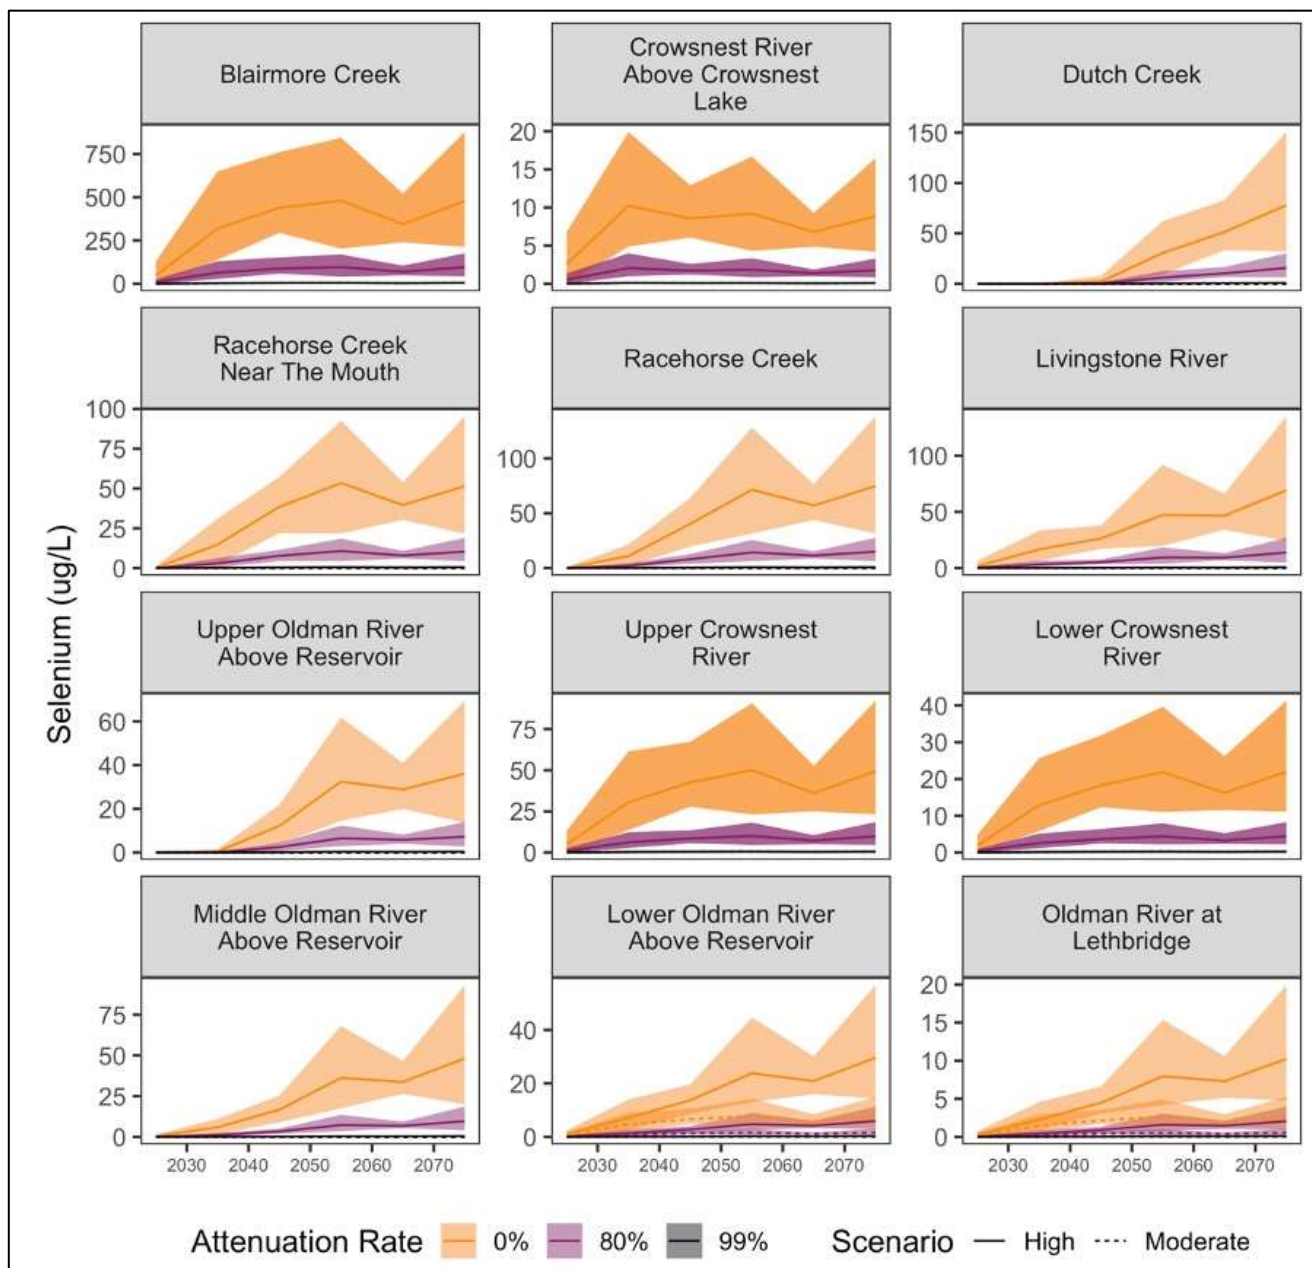 Blairmore Creek
Crowsnest River
Above Crowsnest
Lake
Dutch Creek
750
500
250
0
20
15
10
5
0
150
100
50
0
Racehorse Creek
Near The Mouth
Racehorse Creek
Livingstone River
100
75
50
25
0
100
50
0
100
50
0
Selenium (ug/L)
Upper Oldman River
Above Reservoir
Upper Crowsnest
River
Lower Crowsnest
River
60
40
20
0
75
50
25
0
40
30
20
10
0
Middle Oldman River
Above Reservoir
Lower Oldman River
Above Reservoir
Oldman River at
Lethbridge
75
50
25
0
40
20
0
20
15
10
5
0
2030 2040 2050 2060 2070
2030 2040 2050 2060 2070
2030 2040 2050 2060 2070
Attenuation Rate 0% 80% 99% Scenario High Moderate